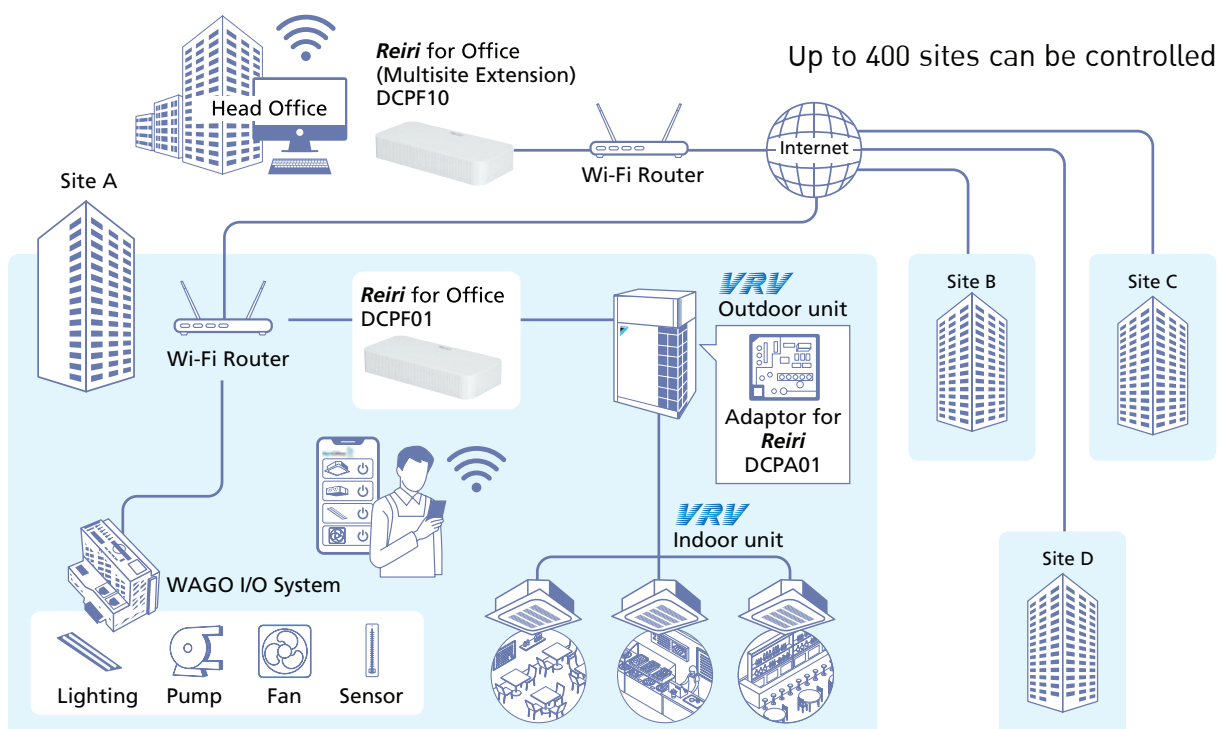 Up to 400 sites can be controlled
Reiri for Office
(Multisite Extension)
DCPF10
Head Office
Wi-Fi Router
Internet
Site A
Reiri for Office
DCPF01
Wi-Fi Router
VRV
Outdoor unit
Adaptor for
Reiri
DCPA01
Site B
Site C
VRV
Indoor unit
Site D
WAGO I/O System
Lighting
Pump
Fan
Sensor